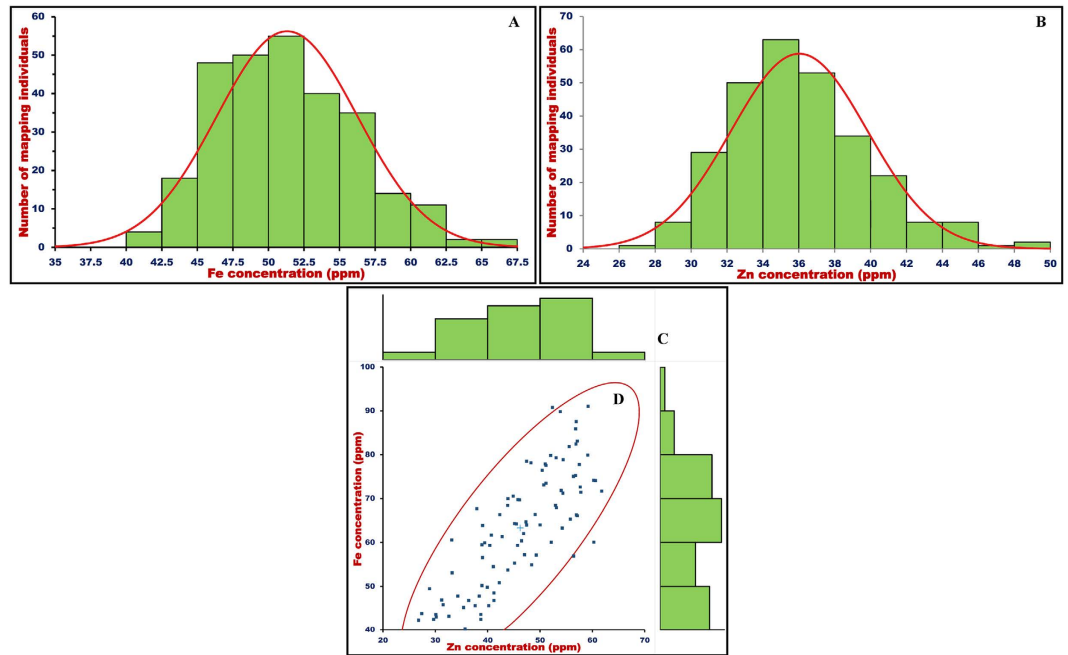 A
Number of mapping individuals
60
50
40
30
20
10
0
35 37.5 40 42.5 45 47.5 50 52.5 55 57.5 60 62.5 65 67.5
Fe concentration (ppm)
B
Number of mapping individuals
70
60
50
40
30
20
10
0
24 26 28 30 32 34 36 38 40 42 44 46 48 50
Zn concentration (ppm)
C
D
Fe concentration (ppm)
100
90
80
70
60
50
40
20 30 40 50 60 70
Zn concentration (ppm)